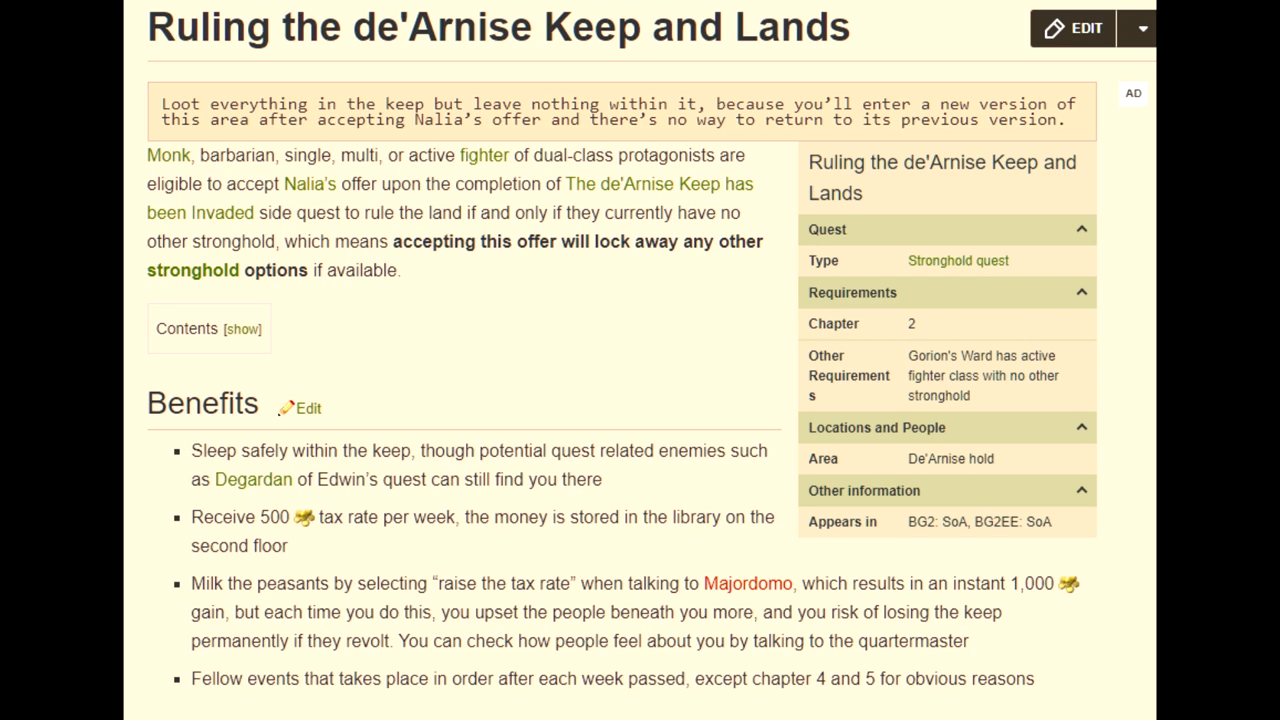 Ruling the de'Arnise Keep and Lands
EDIT
Loot everything in the keep but leave nothing within it, because you’ll enter a new version of
this area after accepting Nalia’s offer and there’s no way to return to its previous version.
AD
Monk, barbarian, single, multi, or active fighter of dual-class protagonists are
eligible to accept Nalia’s offer upon the completion of The de'Arnise Keep has
been Invaded side quest to rule the land if and only if they currently have no
other stronghold, which means accepting this offer will lock away any other
stronghold options if available.
Contents [show]
Ruling the de'Arnise Keep and
Lands
Quest
Type Stronghold quest
Requirements
Chapter 2
Other Gorion's Ward has active
Requirement fighter class with no other
s stronghold
Locations and People
Area De'Arnise hold
Other information
Appears in BG2: SoA, BG2EE: SoA
Benefits Edit
Sleep safely within the keep, though potential quest related enemies such
as Degardan of Edwin’s quest can still find you there
Receive 500 tax rate per week, the money is stored in the library on the
second floor
Milk the peasants by selecting “raise the tax rate” when talking to Majordomo, which results in an instant 1,000
gain, but each time you do this, you upset the people beneath you more, and you risk of losing the keep
permanently if they revolt. You can check how people feel about you by talking to the quartermaster
Fellow events that takes place in order after each week passed, except chapter 4 and 5 for obvious reasons